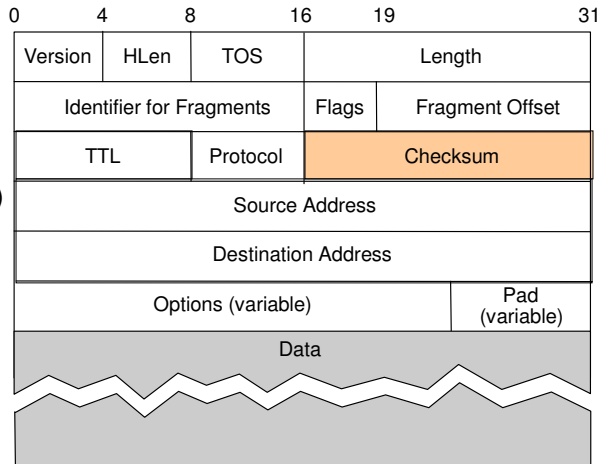 0 4 8 16 19 31
Version HLen TOS Length
Identifier for Fragments Flags Fragment Offset
TTL Protocol Checksum
)
Source Address
Destination Address
Options (variable) Pad
(variable)
Data